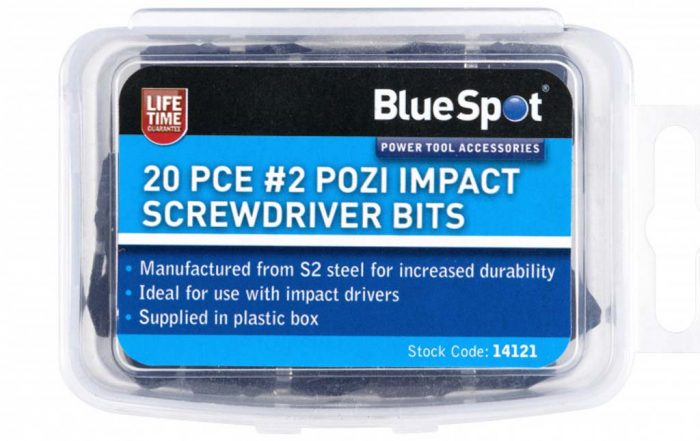 LIFE
TIME
GUARANTEE
BlueSpot®
POWER TOOL ACCESSORIES
20 PCE #2 POZI IMPACT
SCREWDRIVER BITS
• Manufactured from S2 steel for increased durability
• Ideal for use with impact drivers
• Supplied in plastic box
Stock Code: 14121